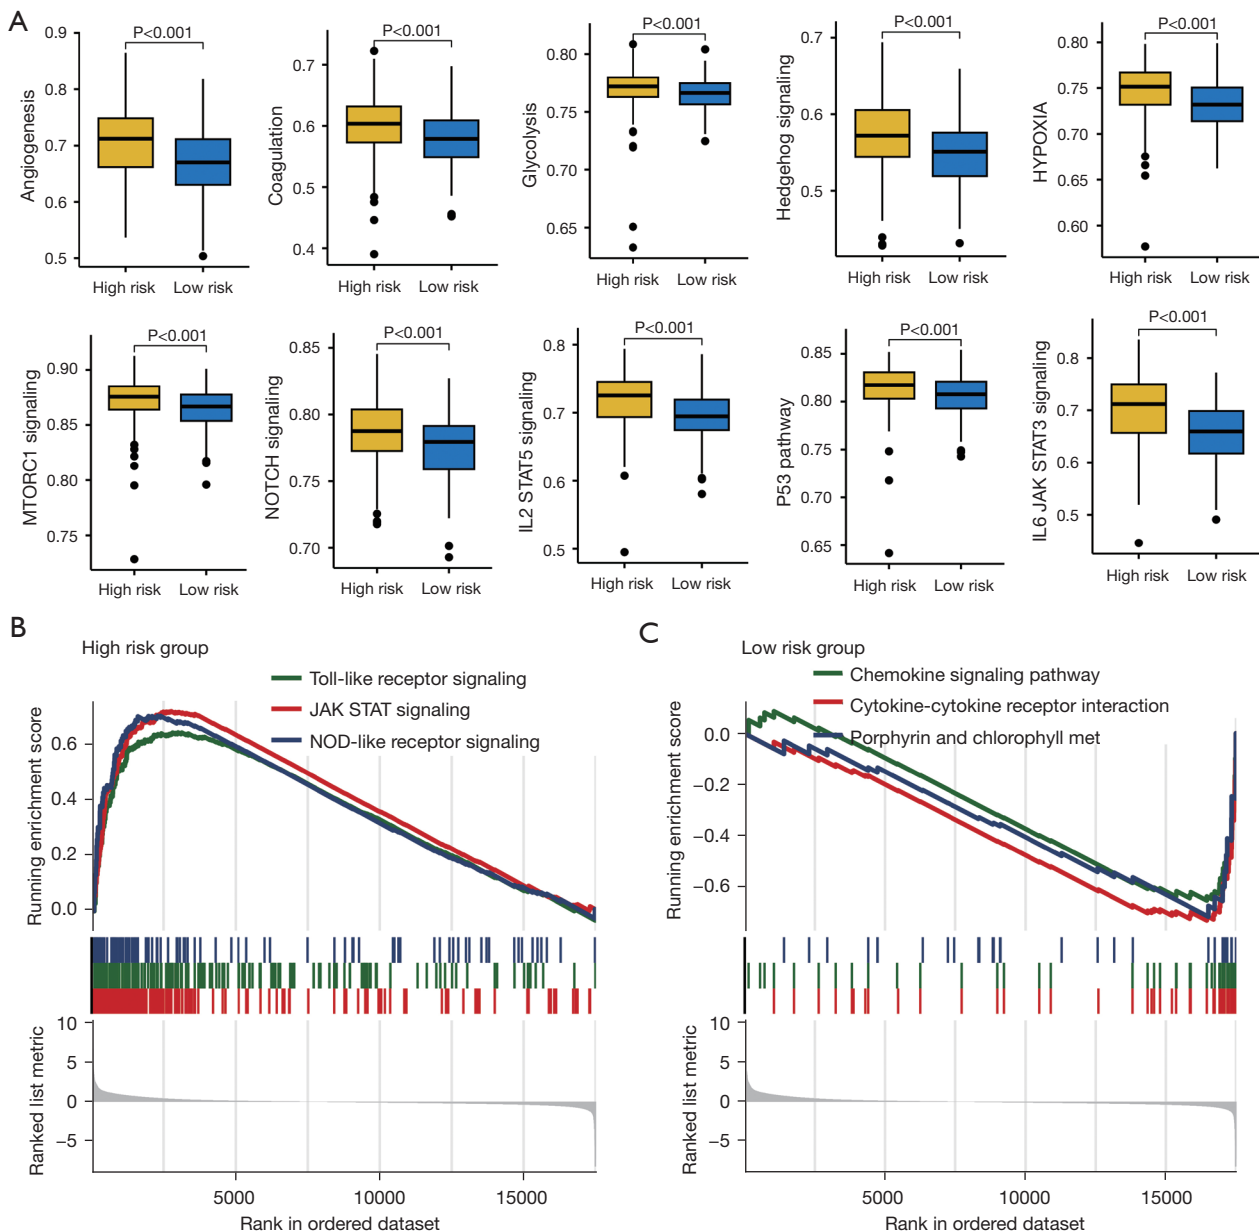 A
P<0.001
0.9
0.8
0.7
0.6
0.5
Angiogenesis
High risk Low risk
P<0.001
0.7
0.6
0.5
0.4
Coagulation
High risk Low risk
P<0.001
0.80
0.75
0.70
0.65
Glycolysis
High risk Low risk
P<0.001
0.7
0.6
0.5
Hedgehog signaling
High risk Low risk
P<0.001
0.80
0.75
0.70
0.65
0.60
HYPOXIA
High risk Low risk
P<0.001
0.90
0.85
0.80
0.75
MTORC1 signaling
High risk Low risk
P<0.001
0.85
0.80
0.75
0.70
NOTCH signaling
High risk Low risk
P<0.001
0.8
0.7
0.6
0.5
IL2 STAT5 signaling
High risk Low risk
P<0.001
0.85
0.80
0.75
0.70
0.65
P53 pathway
High risk Low risk
P<0.001
0.8
0.7
0.6
0.5
IL6 JAK STAT3 signaling
High risk Low risk
B
High risk group
Toll-like receptor signaling
JAK STAT signaling
NOD-like receptor signaling
0.6
0.4
0.2
0.0
Running enrichment score
10
5
0
−5
Ranked list metric
5000 10000 15000
Rank in ordered dataset
C
Low risk group
Chemokine signaling pathway
Cytokine-cytokine receptor interaction
Porphyrin and chlorophyll met
0.0
−0.2
−0.4
−0.6
Running enrichment score
10
5
0
−5
Ranked list metric
5000 10000 15000
Rank in ordered dataset